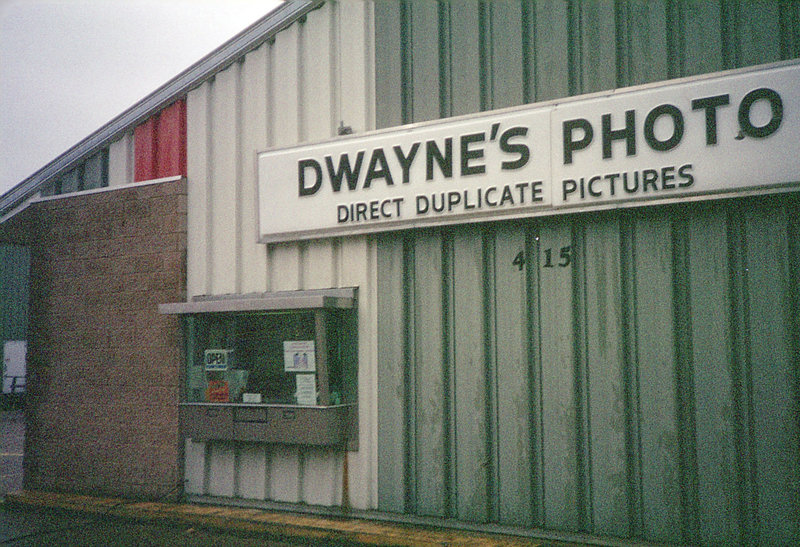 DWAYNE'S PHOTO
DIRECT DUPLICATE PICTURES
415
OPEN